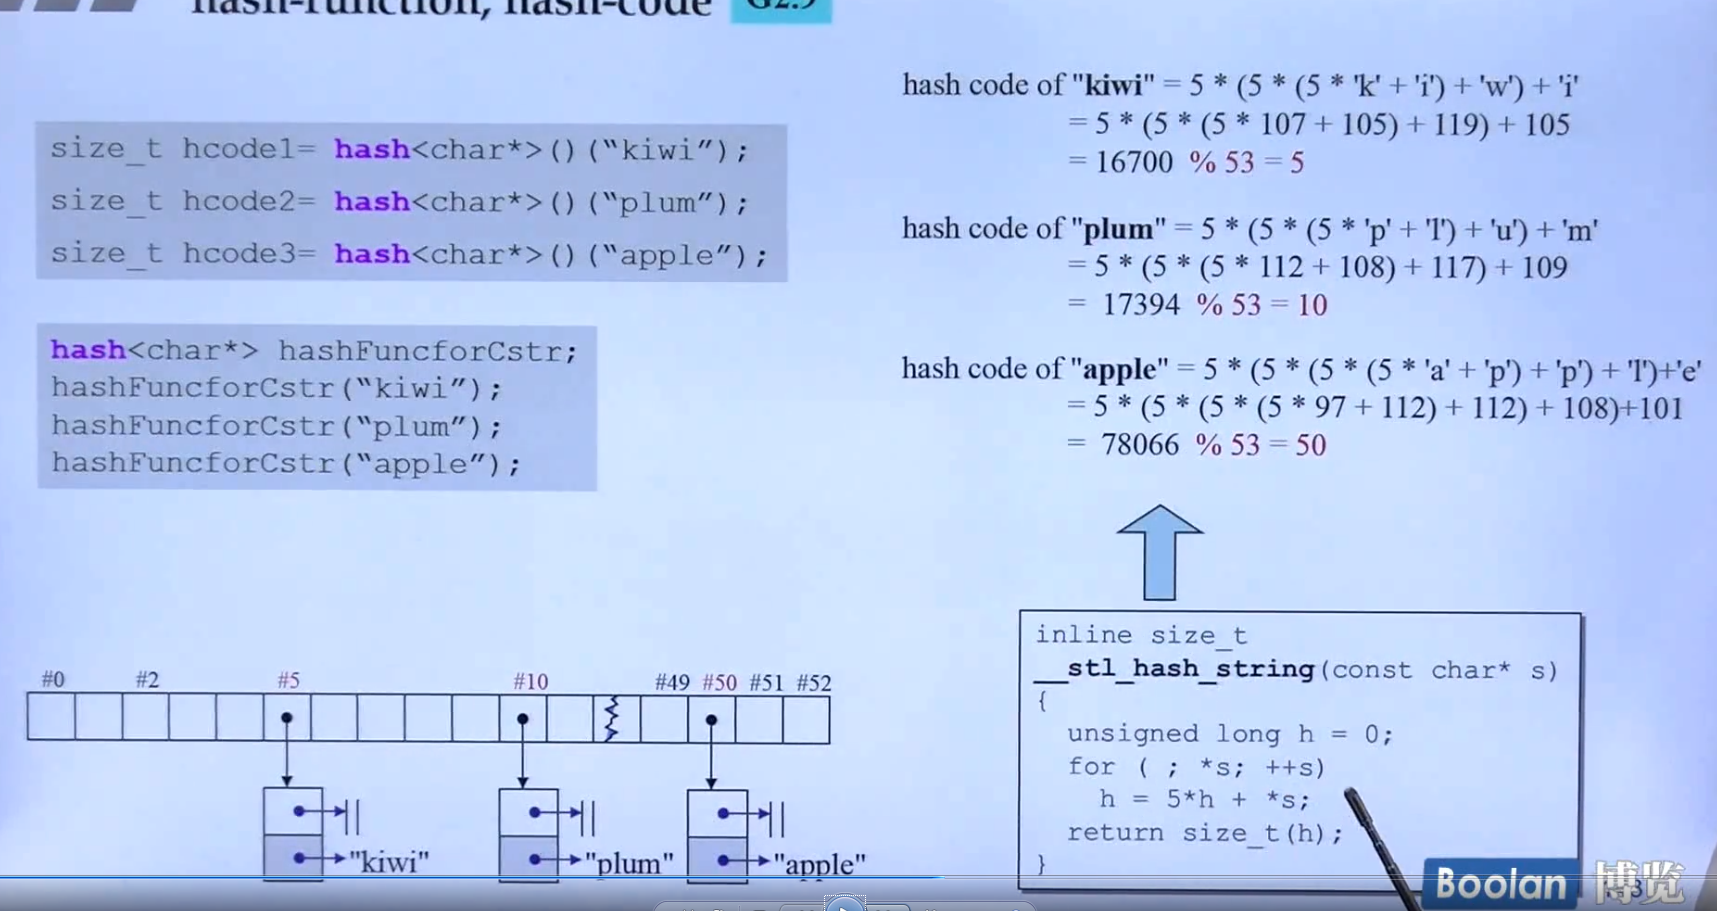 hash-function, hash-code G2.9
size_t hcode1= hash<char*>()(“kiwi”);
size_t hcode2= hash<char*>()(“plum”);
size_t hcode3= hash<char*>()(“apple”);
hash<char*> hashFuncforCstr;
hashFuncforCstr(“kiwi”);
hashFuncforCstr(“plum”);
hashFuncforCstr(“apple”);
hash code of "kiwi" = 5 * (5 * (5 * 'k' + 'i') + 'w') + 'i'
= 5 * (5 * (5 * 107 + 105) + 119) + 105
= 16700 % 53 = 5
hash code of "plum" = 5 * (5 * (5 * 'p' + 'l') + 'u') + 'm'
= 5 * (5 * (5 * 112 + 108) + 117) + 109
= 17394 % 53 = 10
hash code of "apple" = 5 * (5 * (5 * (5 * 'a' + 'p') + 'p') + 'l')+'e'
= 5 * (5 * (5 * (5 * 97 + 112) + 112) + 108)+101
= 78066 % 53 = 50
#0 #2 #5 #10 #49 #50 #51 #52
"kiwi" "plum" "apple"
inline size_t
__stl_hash_string(const char* s)
{
unsigned long h = 0;
for ( ; *s; ++s)
h = 5*h + *s;
return size_t(h);
}
Boolan 博览